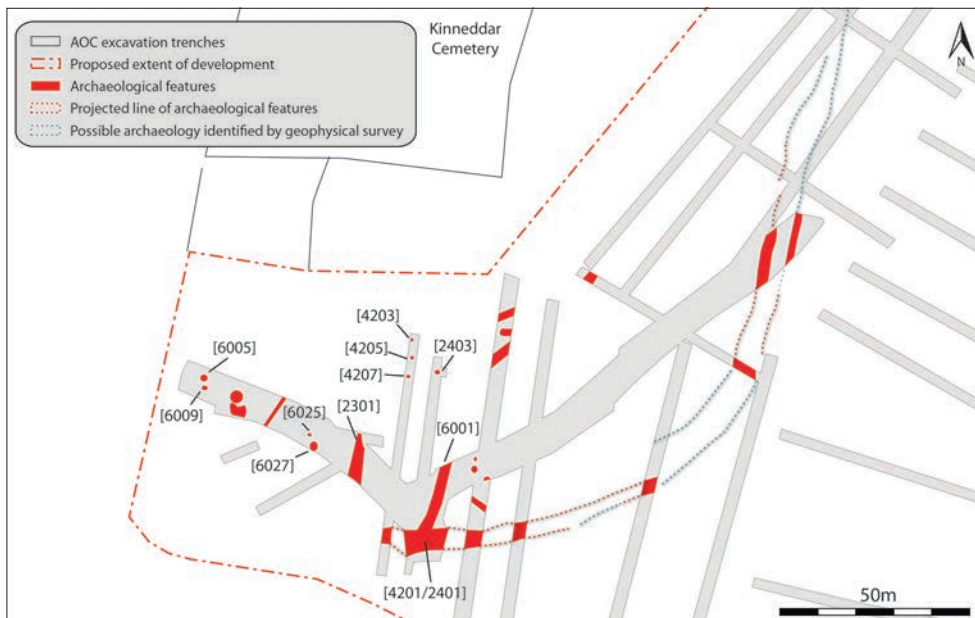 AOC excavation trenches
Proposed extent of development
Archaeological features
Projected line of archaeological features
Possible archaeology identified by geophysical survey
Kinneddar
Cemetery
N
[4203]
[4205]
[2403]
[4207]
[6005]
[6009]
[6025]
[2301]
[6027]
[6001]
[4201/2401]
50m